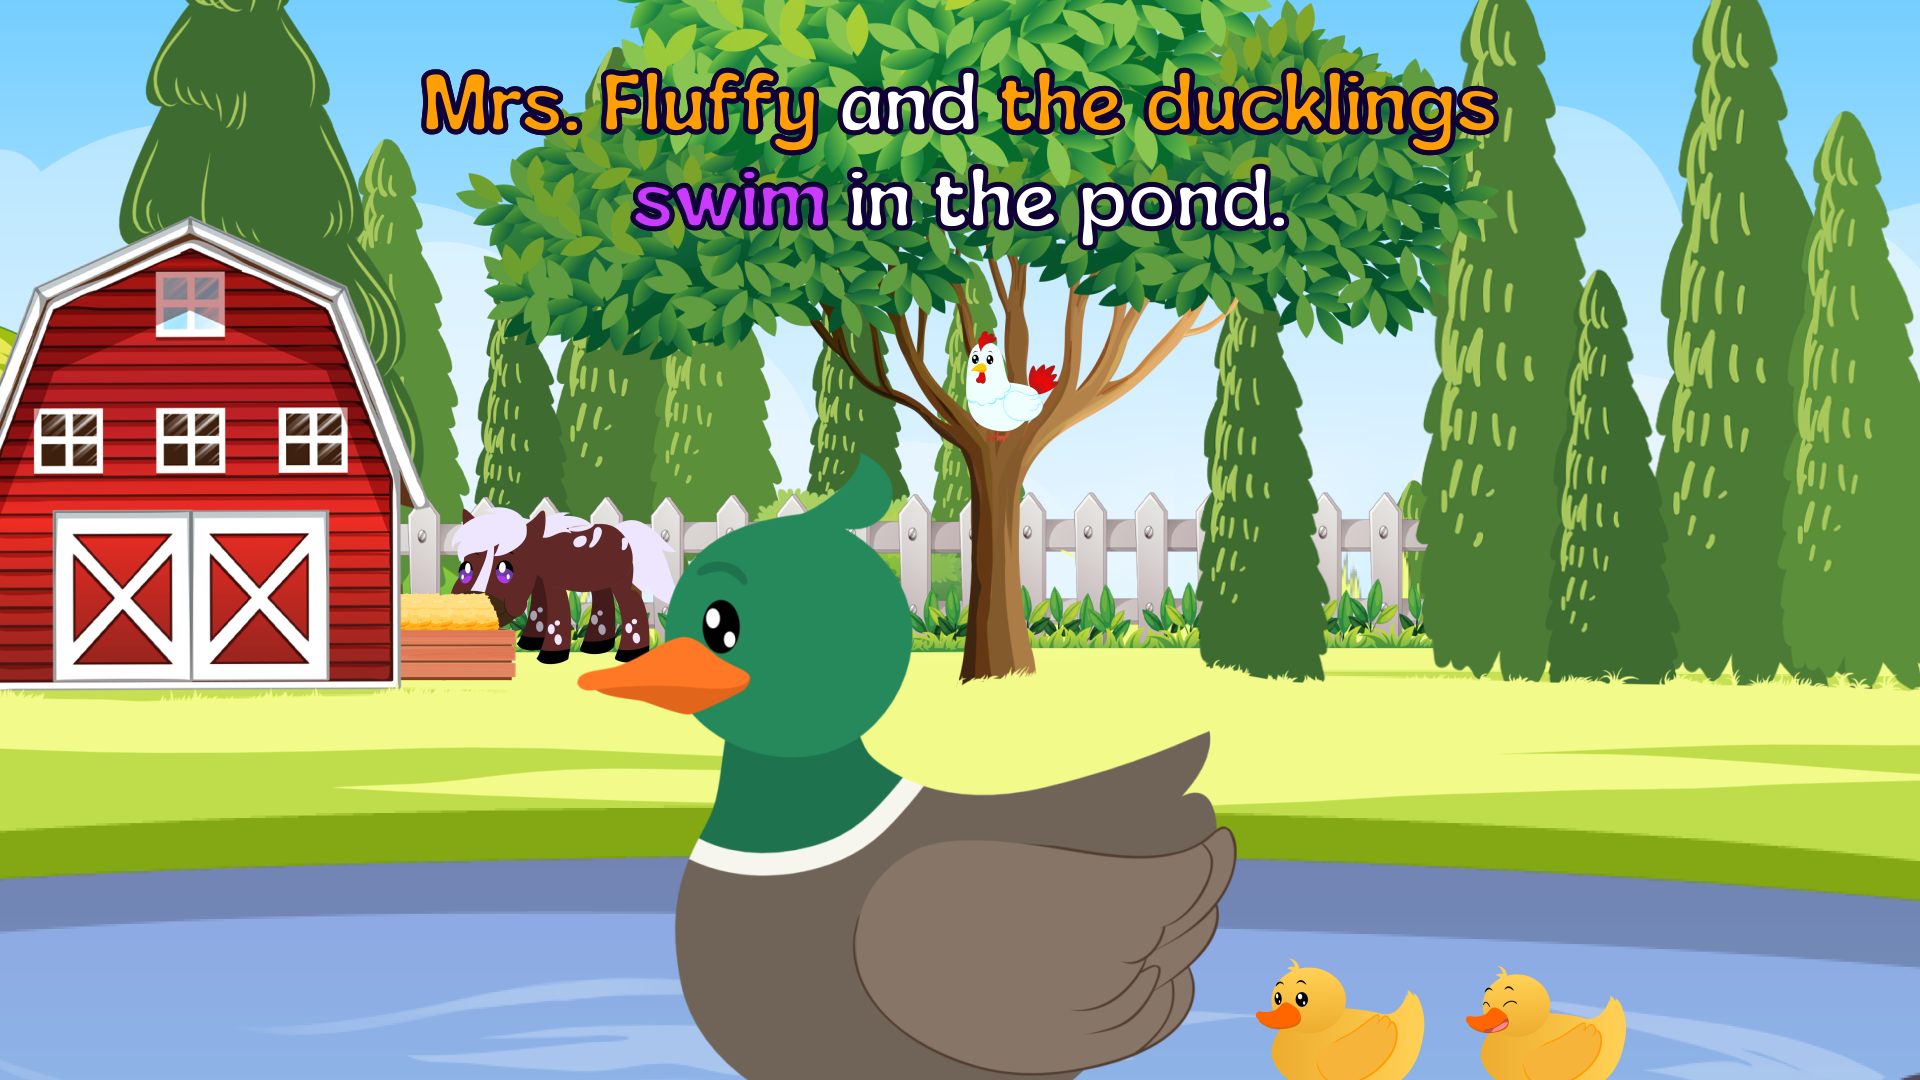 Mrs. Fluffy and the ducklings
swim in the pond.